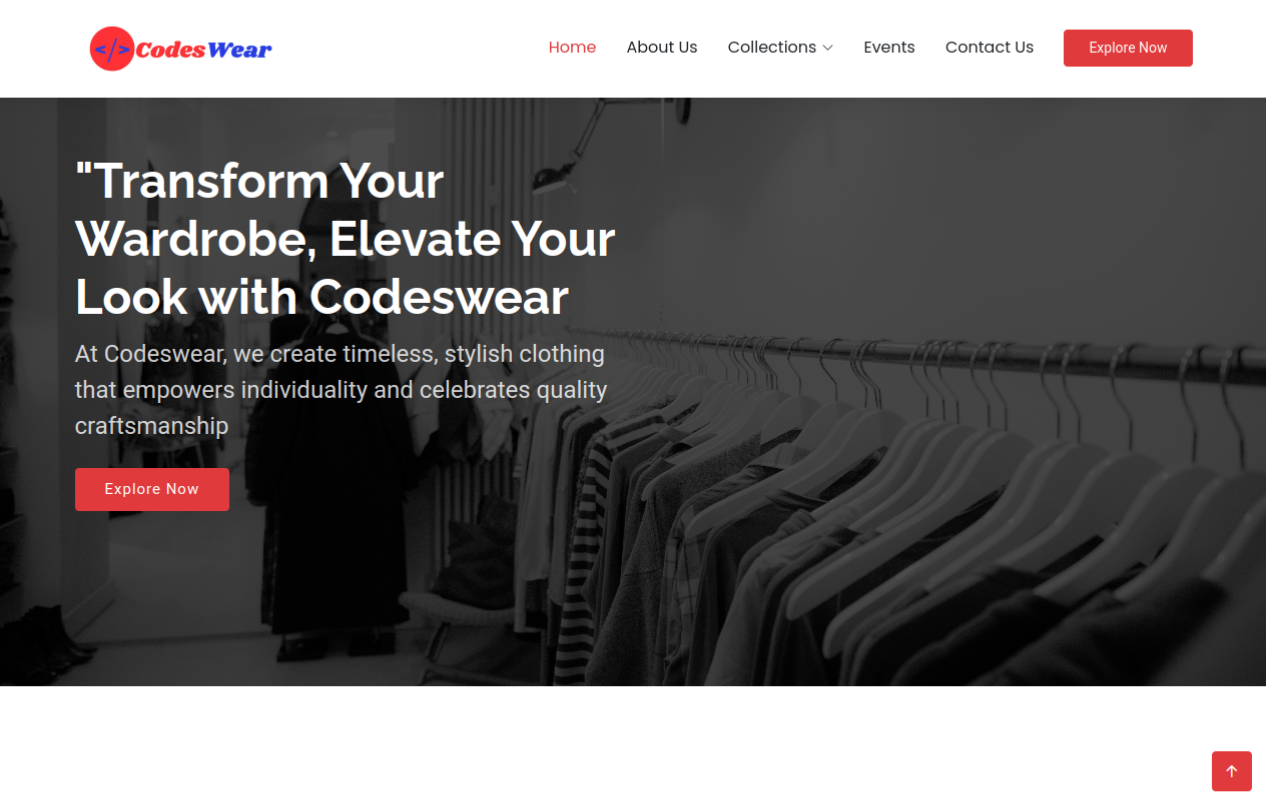 </>CodesWear
Home
About Us
Collections
Events
Contact Us
Explore Now
"Transform Your
Wardrobe, Elevate Your
Look with Codeswear
At Codeswear, we create timeless, stylish clothing
that empowers individuality and celebrates quality
craftsmanship
Explore Now